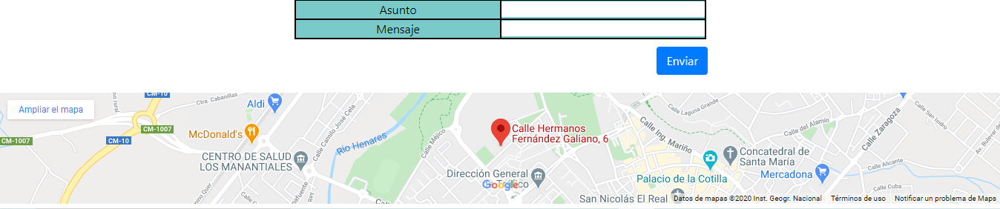 Asunto
Mensaje
Enviar
CM-10
Ctra. Cabanillas
Aldi
Ampliar el mapa
McDonald's
CM-1007
CM-1007
CM-10
Calle Camilo José Cela
Río Henares
Calle Méjico
Calle Hermanos
Fernández Galiano, 6
Calle Laguna Grande
Calle Ing. Mariño
Calle del Alamín
Calle Zaragoza
Calle San Isidro
Av. Bulevar de
CENTRO DE SALUD
LOS MANANTIALES
Dirección General
Tráfico
Google
Concatedral de
Santa María
Palacio de la Cotilla
Mercadona
Calle Alicante
Calle Cuba
San Nicolás El Real
Datos de mapas ©2020 Inst. Geogr. Nacional
Términos de uso
Notificar un problema de Maps